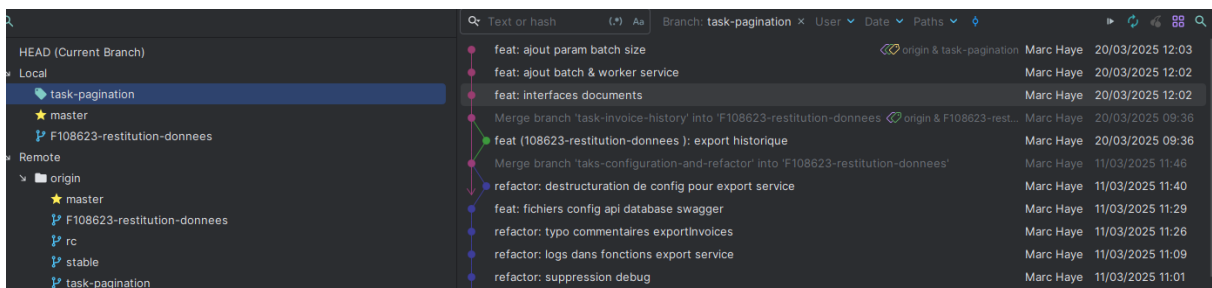 Text or hash (.*) Aa Branch: task-pagination × User Date Paths
HEAD (Current Branch)
Local
task-pagination
master
F108623-restitution-donnees
Remote
origin
master
F108623-restitution-donnees
rc
stable
task-pagination
feat: ajout param batch size origin & task-pagination Marc Haye 20/03/2025 12:03
feat: ajout batch & worker service Marc Haye 20/03/2025 12:02
feat: interfaces documents Marc Haye 20/03/2025 12:02
Merge branch 'task-invoice-history' into 'F108623-restitution-donnees origin & F108623-rest... Marc Haye 20/03/2025 09:36
feat (108623-restitution-donnees ): export historique Marc Haye 20/03/2025 09:36
Merge branch 'taks-configuration-and-refactor' into 'F108623-restitution-donnees' Marc Haye 11/03/2025 11:46
refactor: destructuration de config pour export service Marc Haye 11/03/2025 11:40
feat: fichiers config api database swagger Marc Haye 11/03/2025 11:29
refactor: typo commentaires exportInvoices Marc Haye 11/03/2025 11:26
refactor: logs dans fonctions export service Marc Haye 11/03/2025 11:09
refactor: suppression debug Marc Haye 11/03/2025 11:01